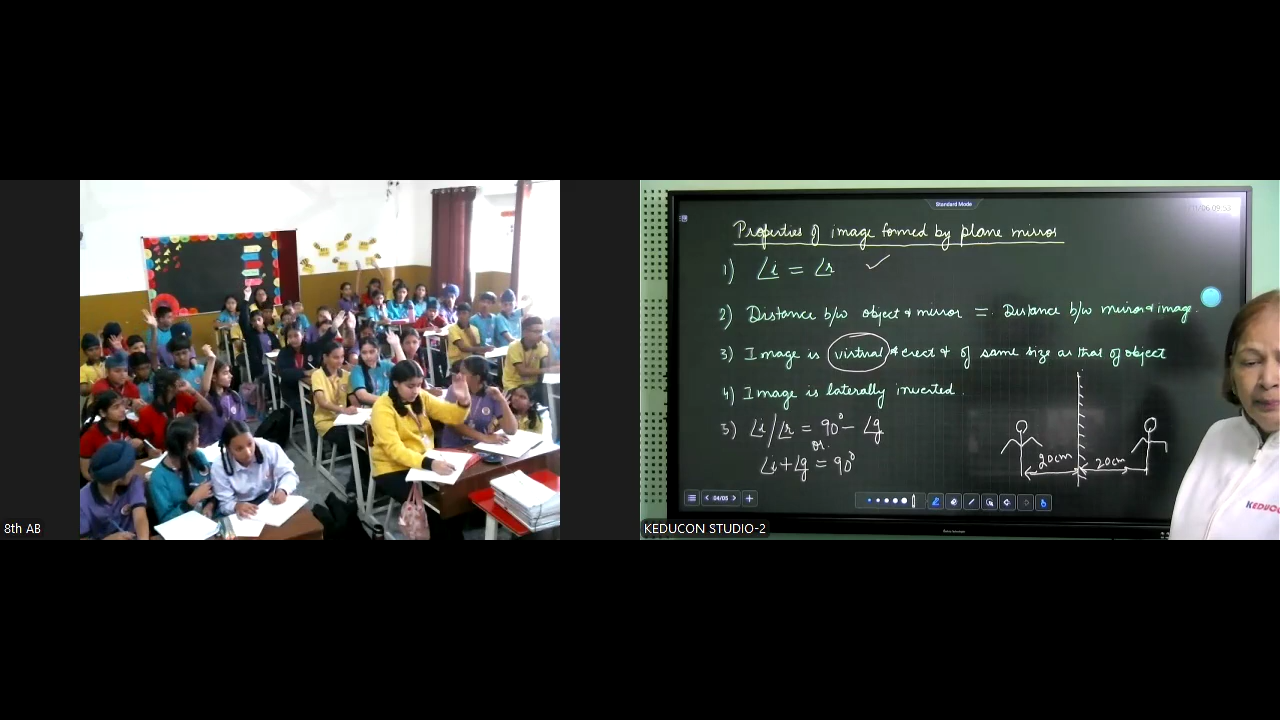 Standard Mode
Properties of image formed by plane mirror
1) ∠i = ∠r ✓
2) Distance b/w object & mirror = Distance b/w mirror & image.
3) Image is virtual & erect & of same size as that of object
4) Image is laterally inverted.
5) ∠i/∠r = 90° − ∠g
or
∠i + ∠g = 90°
20cm 20cm
04/05
8th AB
KEDUCON STUDIO-2